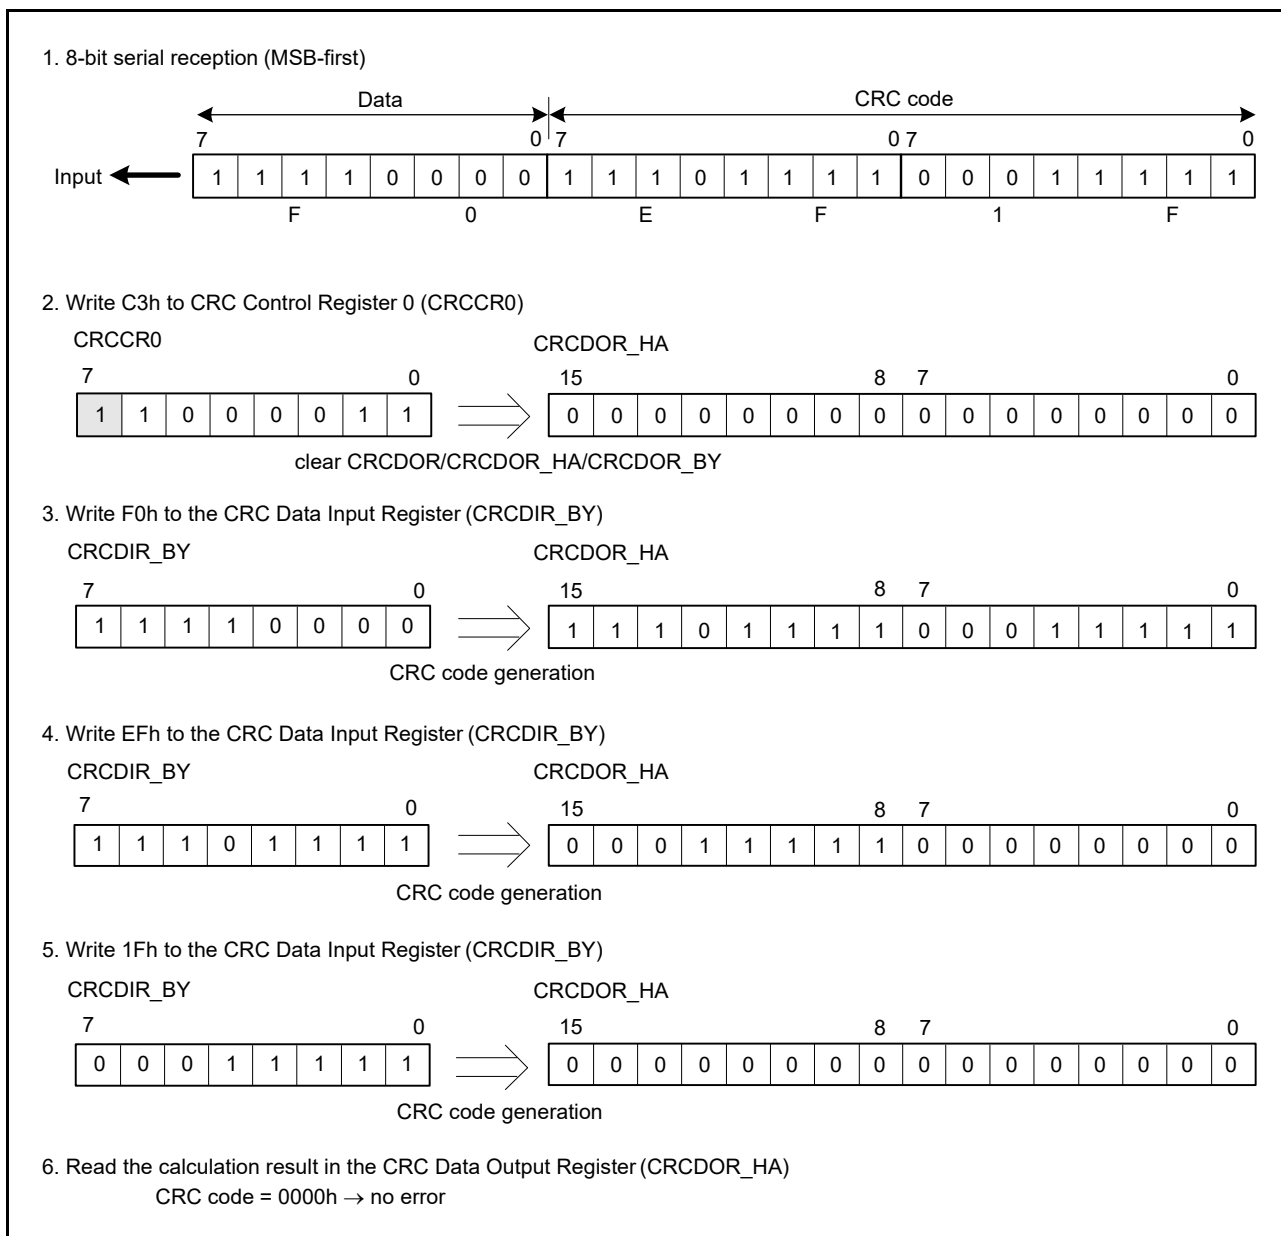 1. 8-bit serial reception (MSB-first)
Data CRC code
7 0 7 0 7 0
Input 1 1 1 1 0 0 0 0 1 1 1 0 1 1 1 1 0 0 0 1 1 1 1 1
F 0 E F 1 F
2. Write C3h to CRC Control Register 0 (CRCCR0)
CRCCR0 CRCDOR_HA
7 0 15 8 7 0
1 1 0 0 0 0 1 1 0 0 0 0 0 0 0 0 0 0 0 0 0 0 0 0
clear CRCDOR/CRCDOR_HA/CRCDOR_BY
3. Write F0h to the CRC Data Input Register (CRCDIR_BY)
CRCDIR_BY CRCDOR_HA
7 0 15 8 7 0
1 1 1 1 0 0 0 0 1 1 1 0 1 1 1 1 0 0 0 1 1 1 1 1
CRC code generation
4. Write EFh to the CRC Data Input Register (CRCDIR_BY)
CRCDIR_BY CRCDOR_HA
7 0 15 8 7 0
1 1 1 0 1 1 1 1 0 0 0 1 1 1 1 1 0 0 0 0 0 0 0 0
CRC code generation
5. Write 1Fh to the CRC Data Input Register (CRCDIR_BY)
CRCDIR_BY CRCDOR_HA
7 0 15 8 7 0
0 0 0 1 1 1 1 1 0 0 0 0 0 0 0 0 0 0 0 0 0 0 0 0
CRC code generation
6. Read the calculation result in the CRC Data Output Register (CRCDOR_HA)
CRC code = 0000h → no error